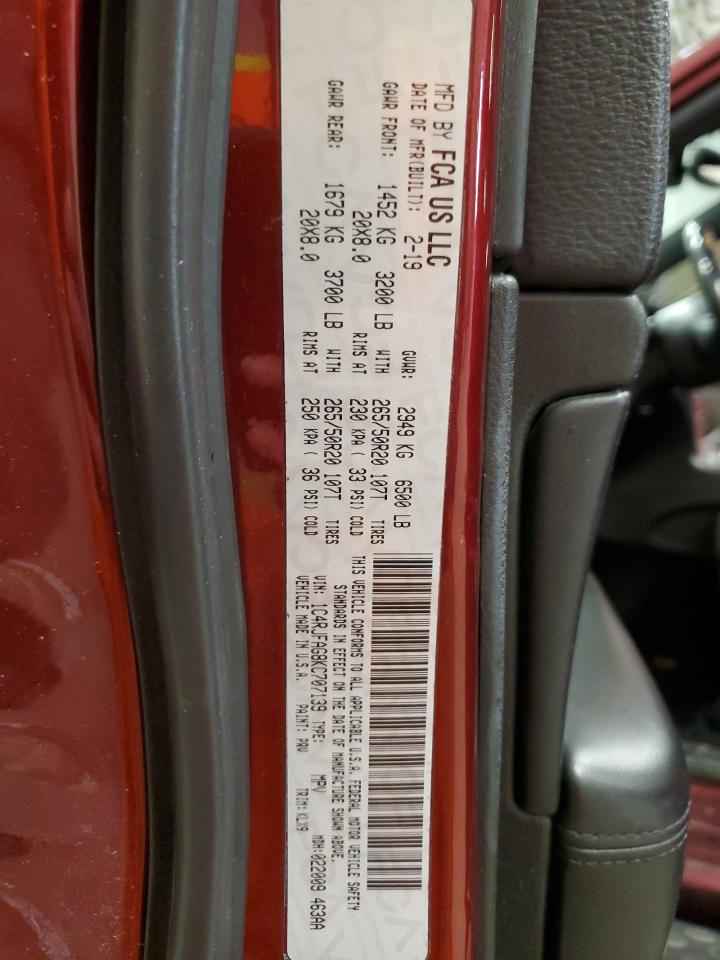 MFD BY FCA US LLC
DATE OF MFR(BUILT): 2-19 GVWR: 2949 KG 6500 LB
GAWR FRONT: 1452 KG 3200 LB WITH 265/50R20 107T TIRES
20X8.0 RIMS AT 230 KPA ( 33 PSI) COLD
GAWR REAR: 1679 KG 3700 LB WITH 265/50R20 107T TIRES
20X8.0 RIMS AT 250 KPA ( 36 PSI) COLD
THIS VEHICLE CONFORMS TO ALL APPLICABLE U.S.A. FEDERAL MOTOR VEHICLE SAFETY
STANDARDS IN EFFECT ON THE DATE OF MANUFACTURE SHOWN ABOVE.
VIN: 1C4RJFAG8KC707139 TYPE: MPV MDH:022009 463AA
VEHICLE MADE IN U.S.A. PAINT: PRV TRIM: KLX9